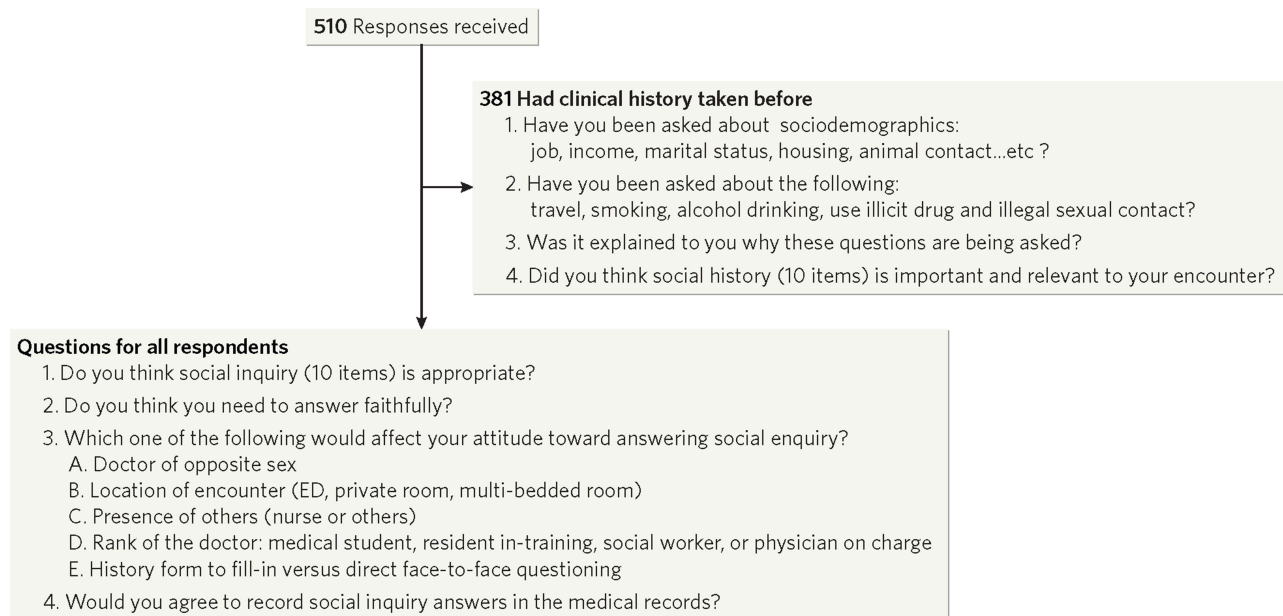 510 Responses received
381 Had clinical history taken before
1. Have you been asked about sociodemographics:
job, income, marital status, housing, animal contact...etc ?
2. Have you been asked about the following:
travel, smoking, alcohol drinking, use illicit drug and illegal sexual contact?
3. Was it explained to you why these questions are being asked?
4. Did you think social history (10 items) is important and relevant to your encounter?
Questions for all respondents
1. Do you think social inquiry (10 items) is appropriate?
2. Do you think you need to answer faithfully?
3. Which one of the following would affect your attitude toward answering social enquiry?
A. Doctor of opposite sex
B. Location of encounter (ED, private room, multi-bedded room)
C. Presence of others (nurse or others)
D. Rank of the doctor: medical student, resident in-training, social worker, or physician on charge
E. History form to fill-in versus direct face-to-face questioning
4. Would you agree to record social inquiry answers in the medical records?